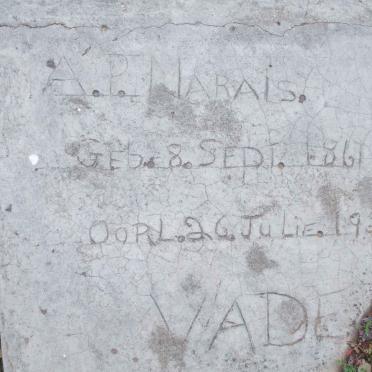 A.P. MARAIS.
GEB. 8. SEPT. 1861
OORL. 26. JULIE. 19
VADE